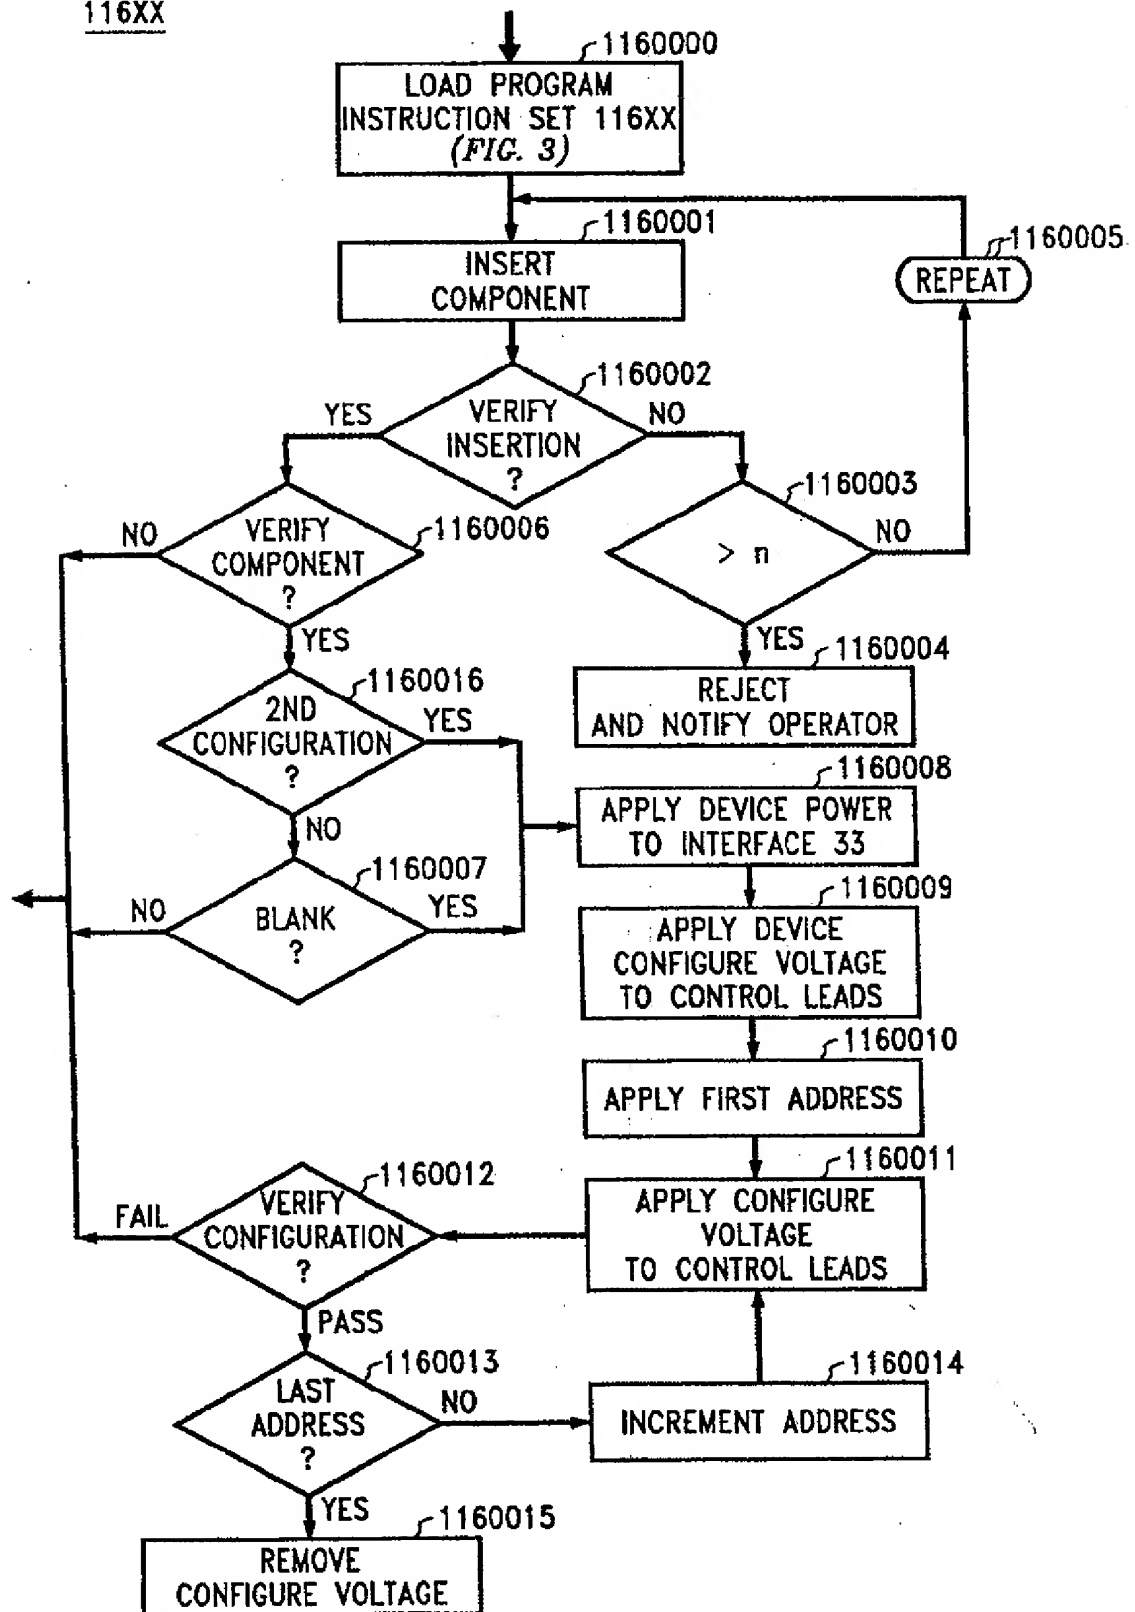 116XX
1160000
LOAD PROGRAM
INSTRUCTION SET 116XX
(FIG. 3)
1160001
INSERT
COMPONENT
1160005
REPEAT
1160002
YES
VERIFY
INSERTION
?
NO
1160003
> n
NO
YES
1160006
NO
VERIFY
COMPONENT
?
YES
1160004
REJECT
AND NOTIFY OPERATOR
1160016
2ND
CONFIGURATION
?
YES
NO
1160008
APPLY DEVICE POWER
TO INTERFACE 33
1160007
NO
BLANK
?
YES
1160009
APPLY DEVICE
CONFIGURE VOLTAGE
TO CONTROL LEADS
1160010
APPLY FIRST ADDRESS
1160011
APPLY CONFIGURE
VOLTAGE
TO CONTROL LEADS
1160012
FAIL
VERIFY
CONFIGURATION
?
PASS
1160013
LAST
ADDRESS
?
NO
1160014
INCREMENT ADDRESS
YES
1160015
REMOVE
CONFIGURE VOLTAGE